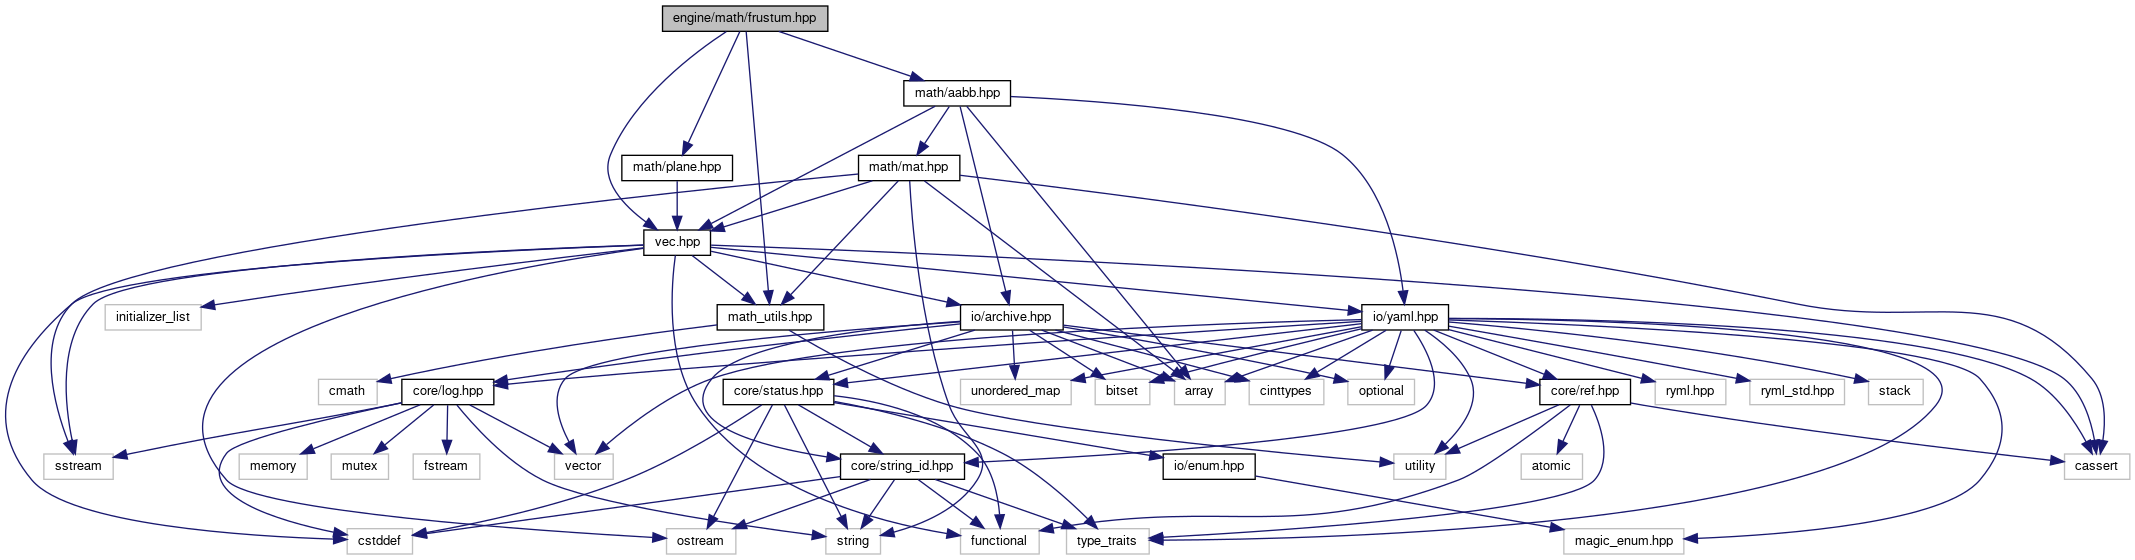 engine/math/frustum.hpp
math/aabb.hpp
math/plane.hpp
math/mat.hpp
vec.hpp
initializer_list
math_utils.hpp
io/archive.hpp
io/yaml.hpp
cmath
core/log.hpp
core/status.hpp
unordered_map
bitset
array
cinttypes
optional
core/ref.hpp
ryml.hpp
ryml_std.hpp
stack
sstream
memory
mutex
fstream
vector
core/string_id.hpp
io/enum.hpp
utility
atomic
cassert
cstddef
ostream
string
functional
type_traits
magic_enum.hpp